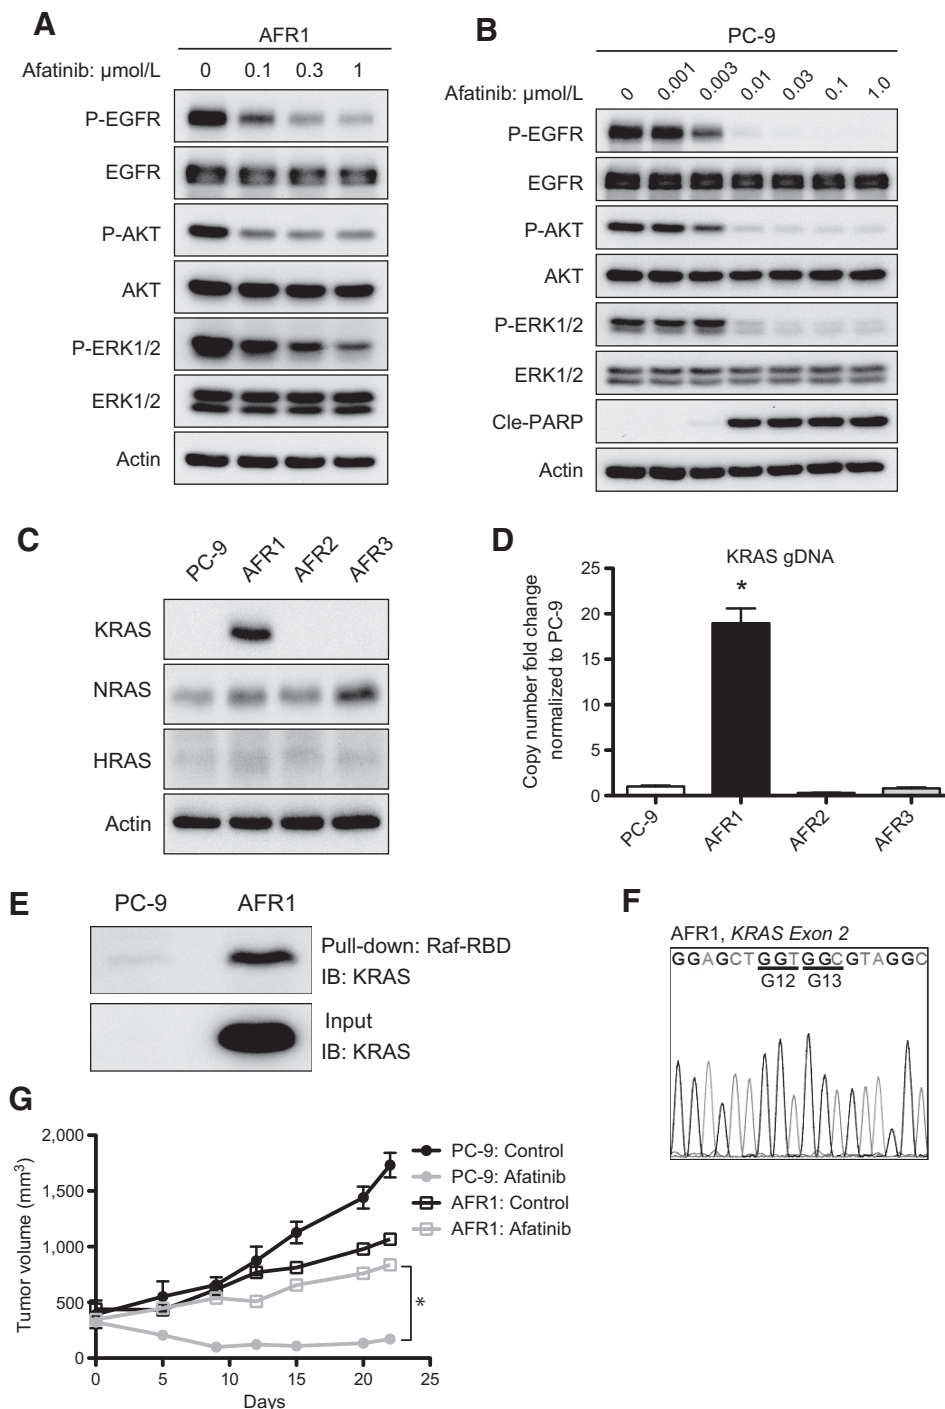 A
AFR1
Afatinib: µmol/L 0 0.1 0.3 1
P-EGFR
EGFR
P-AKT
AKT
P-ERK1/2
ERK1/2
Actin
B
PC-9
Afatinib: µmol/L 0 0.001 0.003 0.01 0.03 0.1 1.0
P-EGFR
EGFR
P-AKT
AKT
P-ERK1/2
ERK1/2
Cle-PARP
Actin
C
PC-9 AFR1 AFR2 AFR3
KRAS
NRAS
HRAS
Actin
D
KRAS gDNA
Copy number fold change
normalized to PC-9
25
20
15
10
5
0
*
PC-9 AFR1 AFR2 AFR3
E
PC-9 AFR1
Pull-down: Raf-RBD
IB: KRAS
Input
IB: KRAS
F
AFR1, KRAS Exon 2
GGAGCTGGTGGCGTAGGC
G12 G13
G
Tumor volume (mm³)
2,000
1,500
1,000
500
0
0 5 10 15 20 25
Days
PC-9: Control
PC-9: Afatinib
AFR1: Control
AFR1: Afatinib
*